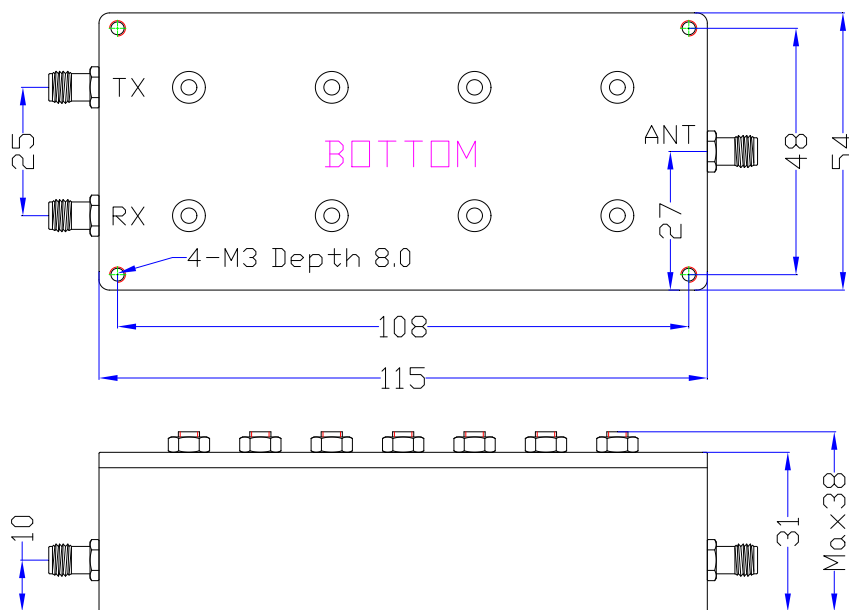 TX
ANT
BOTTOM
25
48
54
27
RX
4-M3 Depth 8.0
108
115
10
31
Max38